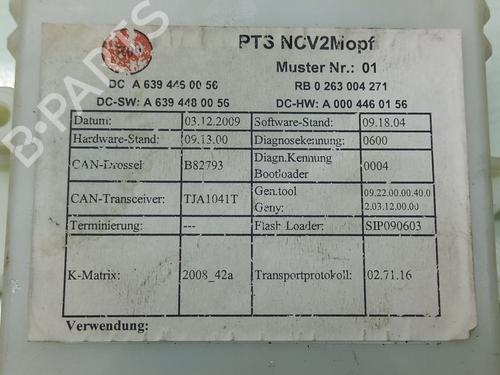 PTS NCV2Mopf
Muster Nr.: 01
DC A 639 446 00 56
RB 0 263 004 271
DC-SW: A 639 448 00 56
DC-HW: A 000 446 01 56
Datum: 03.12.2009 Software-Stand: 09.18.04
Hardware-Stand: 09.13.00 Diagnosekennung: 0600
CAN-Drossel B82793 Diagn.Kennung Bootloader 0004
CAN-Transceiver: TJA1041T Gen.tool Geny: 09.22.00.00.40.0 2.03.12.00.00
Terminierung: --- Flash Loader: SIP090603
K-Matrix: 2008_42a Transportprotokoll: 02.71.16
Verwendung:
B-PARTS